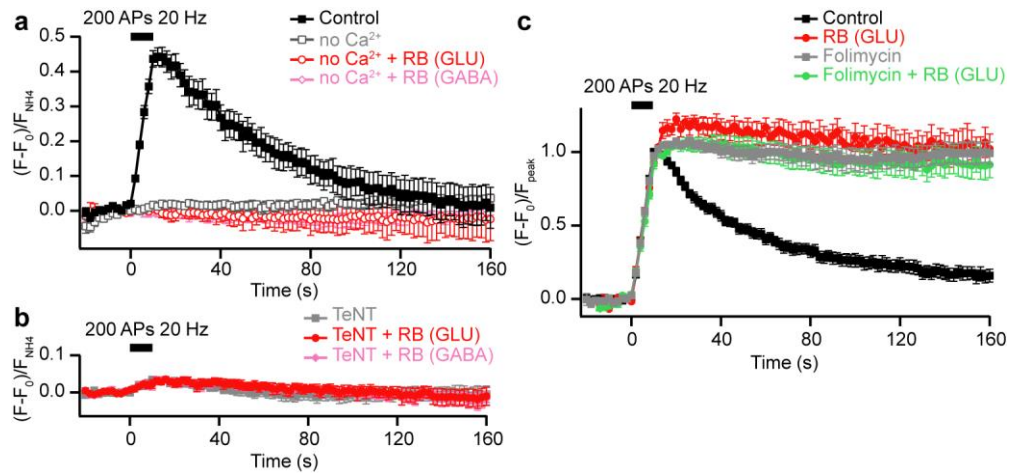 a
200 APs 20 Hz
Control
no Ca²⁺
no Ca²⁺ + RB (GLU)
no Ca²⁺ + RB (GABA)
(F-F₀)/F_NH4
0.5
0.4
0.3
0.2
0.1
0.0
0 40 80 120 160
Time (s)
b
200 APs 20 Hz
TeNT
TeNT + RB (GLU)
TeNT + RB (GABA)
(F-F₀)/F_NH4
0.1
0.0
0 40 80 120 160
Time (s)
c
Control
RB (GLU)
Folimycin
Folimycin + RB (GLU)
200 APs 20 Hz
(F-F₀)/F_peak
1.0
0.5
0.0
0 40 80 120 160
Time (s)